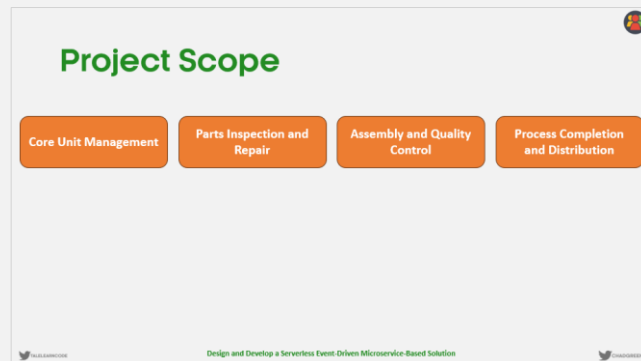 Project Scope
Core Unit Management
Parts Inspection and
Repair
Assembly and Quality
Control
Process Completion
and Distribution
Design and Develop a Serverless Event-Driven Microservice-Based Solution
TALELEARNCODE